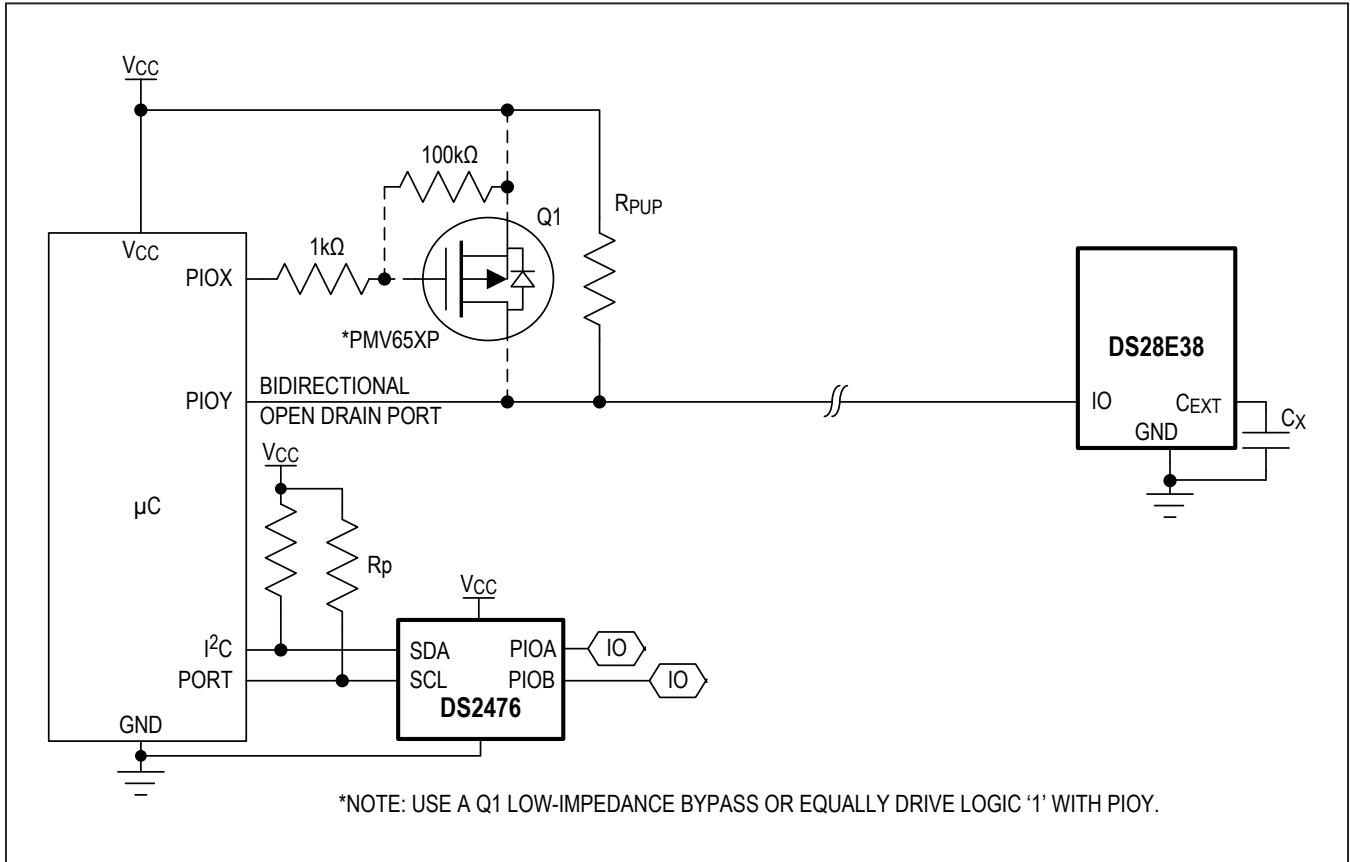 VCC
100kΩ
Q1
RPUP
1kΩ
VCC
PIOX
*PMV65XP
DS28E38
PIOY
BIDIRECTIONAL
OPEN DRAIN PORT
IO
CEXT
CX
GND
VCC
µC
Rp
VCC
I²C
SDA
PIOA
IO
PORT
SCL
PIOB
IO
DS2476
GND
*NOTE: USE A Q1 LOW-IMPEDANCE BYPASS OR EQUALLY DRIVE LOGIC ‘1’ WITH PIOY.